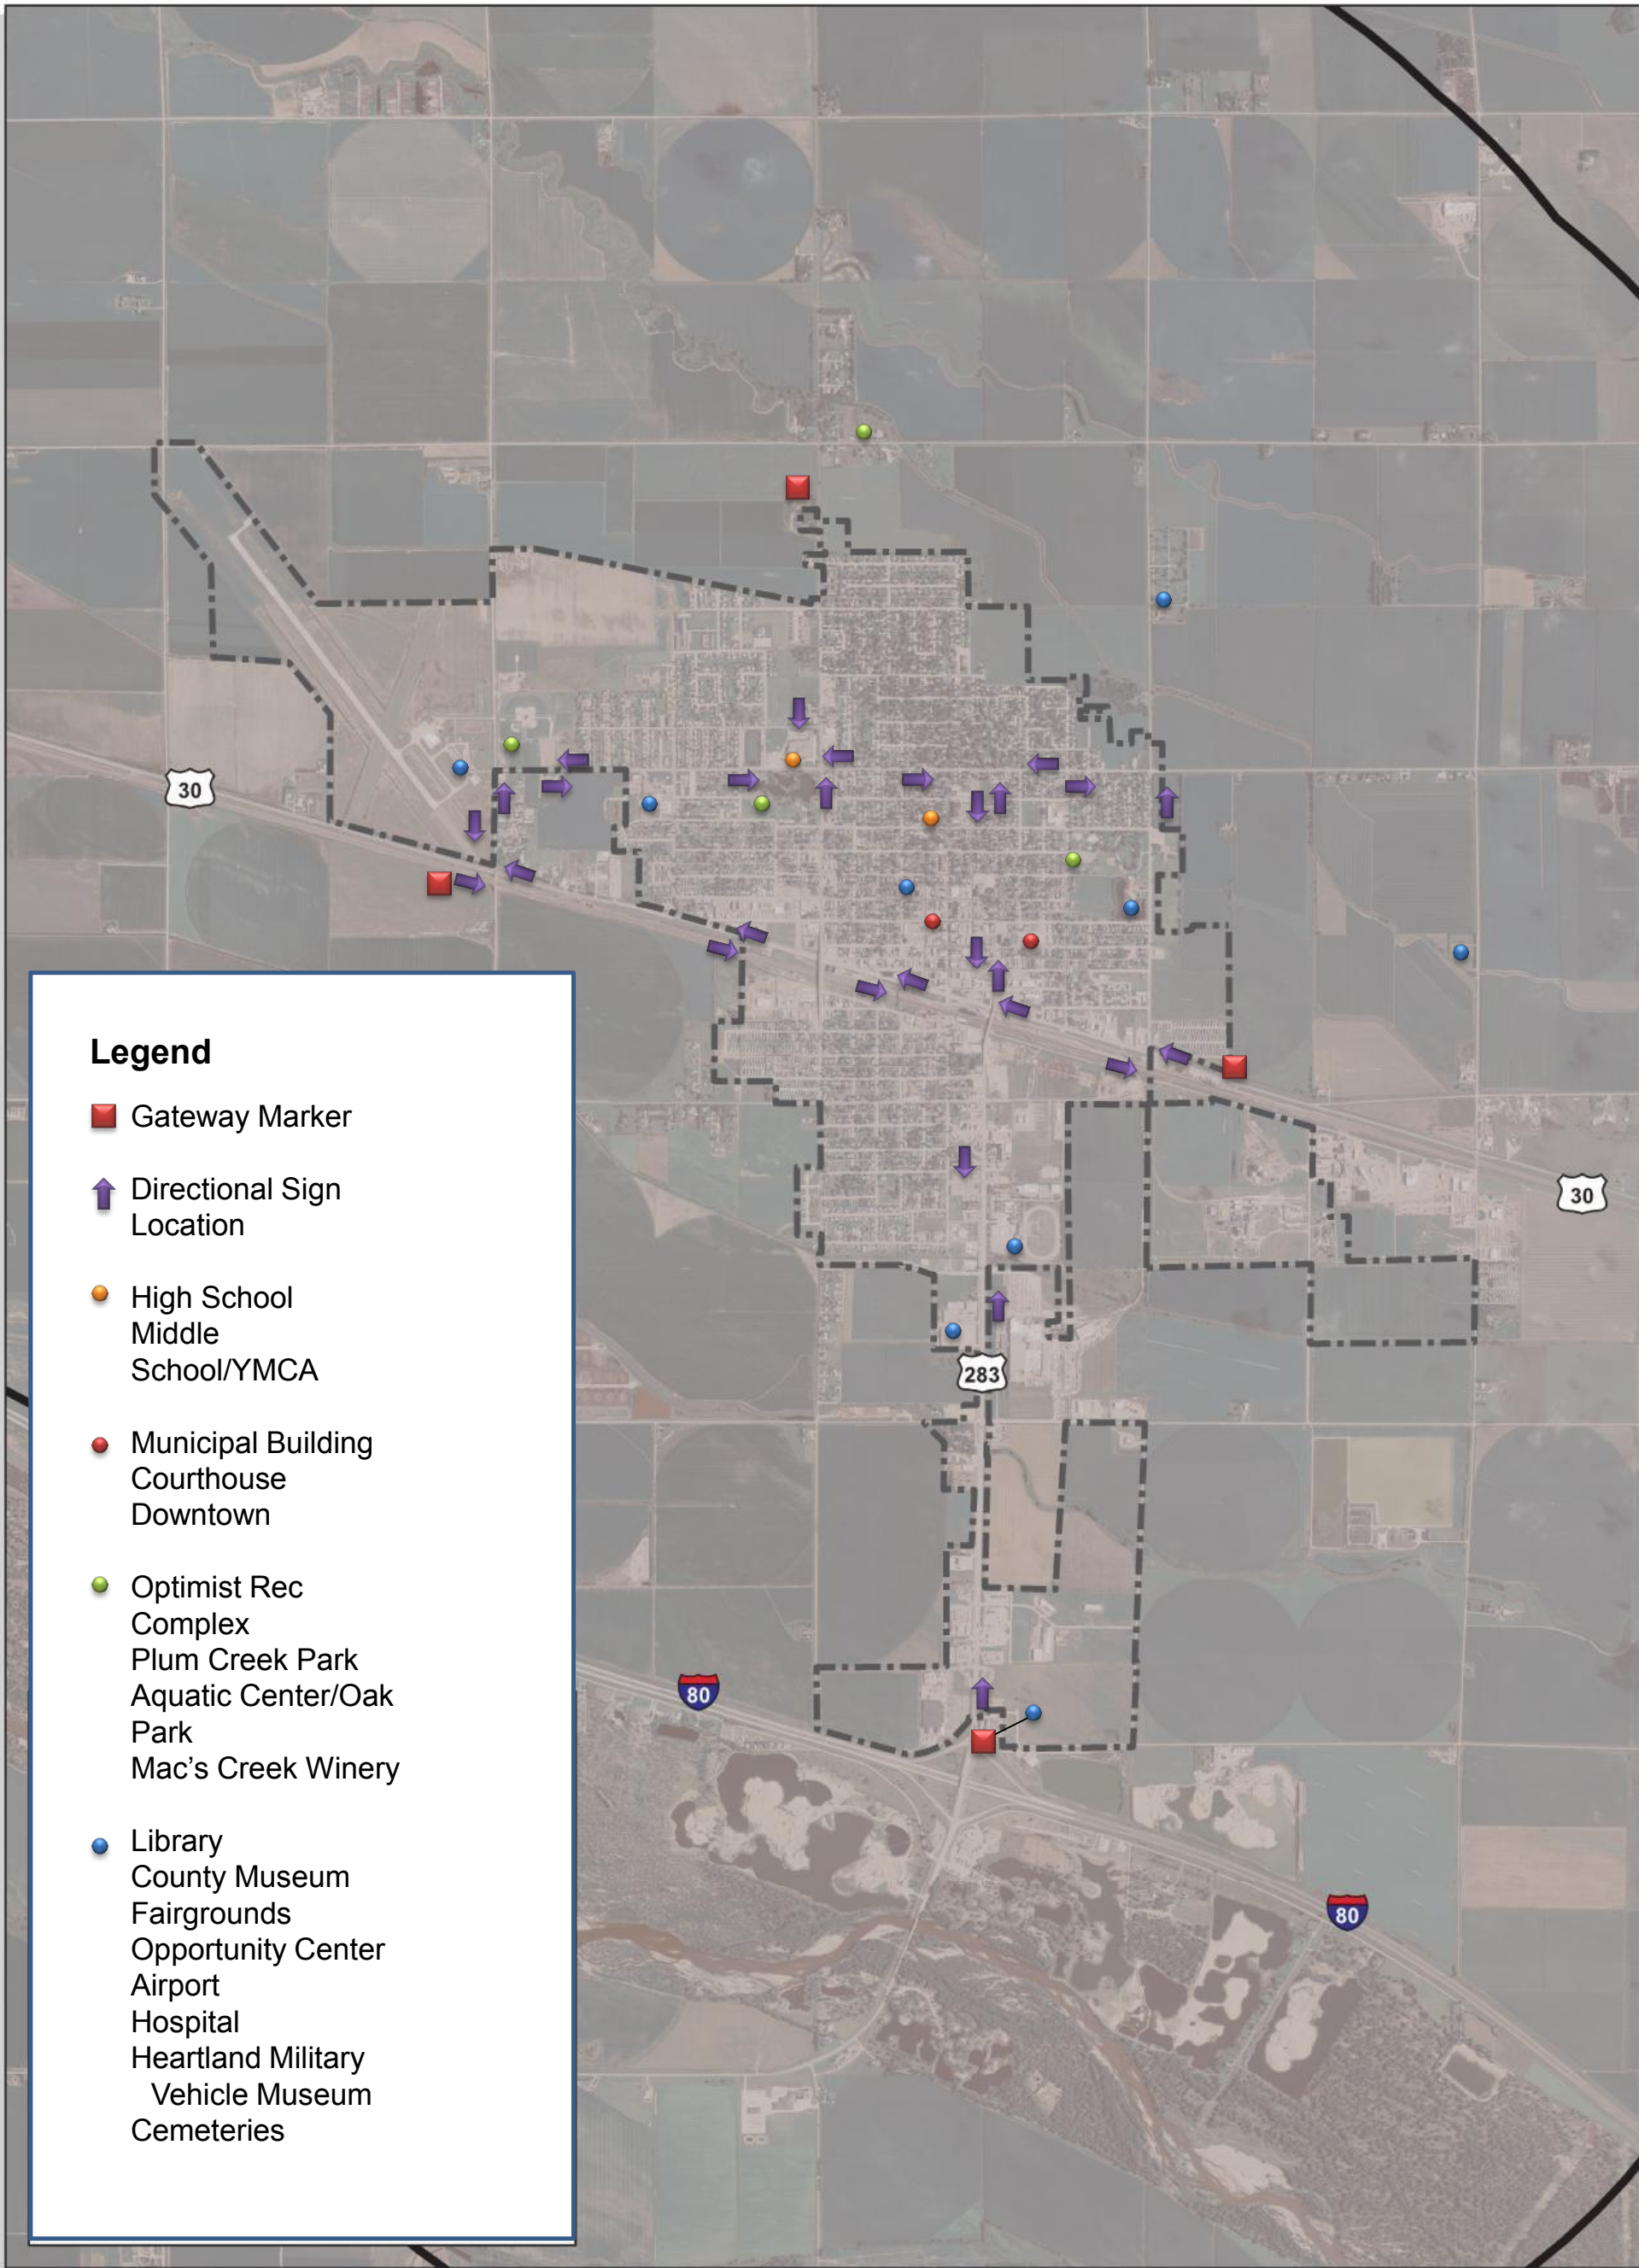 30
30
283
80
80
Legend
Gateway Marker
Directional Sign
Location
High School
Middle
School/YMCA
Municipal Building
Courthouse
Downtown
Optimist Rec
Complex
Plum Creek Park
Aquatic Center/Oak
Park
Mac’s Creek Winery
Library
County Museum
Fairgrounds
Opportunity Center
Airport
Hospital
Heartland Military
Vehicle Museum
Cemeteries